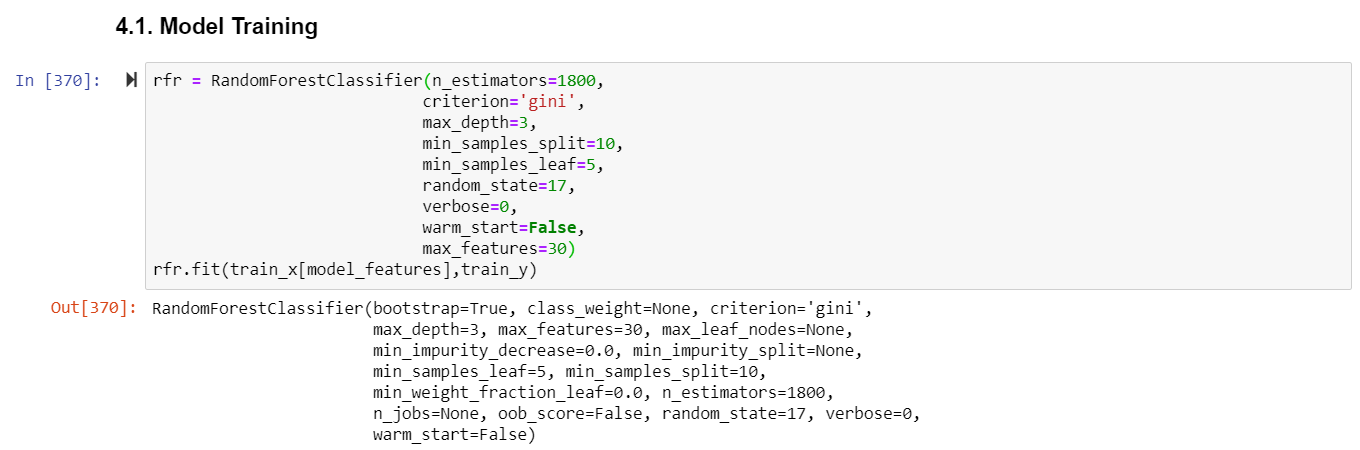 4.1. Model Training
In [370]: rfr = RandomForestClassifier(n_estimators=1800,
criterion='gini',
max_depth=3,
min_samples_split=10,
min_samples_leaf=5,
random_state=17,
verbose=0,
warm_start=False,
max_features=30)
rfr.fit(train_x[model_features],train_y)
Out[370]: RandomForestClassifier(bootstrap=True, class_weight=None, criterion='gini',
max_depth=3, max_features=30, max_leaf_nodes=None,
min_impurity_decrease=0.0, min_impurity_split=None,
min_samples_leaf=5, min_samples_split=10,
min_weight_fraction_leaf=0.0, n_estimators=1800,
n_jobs=None, oob_score=False, random_state=17, verbose=0,
warm_start=False)